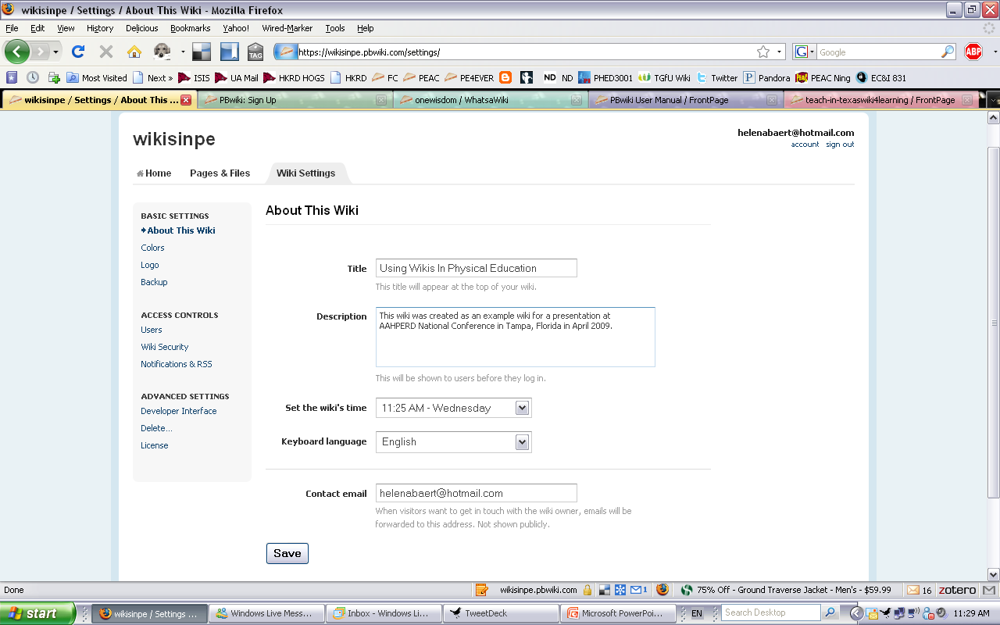 wikisinpe / Settings / About This Wiki - Mozilla Firefox
File Edit View History Delicious Bookmarks Yahoo! Wired-Marker Tools Help
TAG https://wikisinpe.pbwiki.com/settings/ G Google ABP
Most Visited Next » ISIS UA Mail HKRD HOGS HKRD FC PEAC PE4EVER ND ND PHED3001 TGfU Wiki Twitter P Pandora PEAC Ning EC&I 831
wikisinpe / Settings / About This ... PBwiki: Sign Up onewisdom / WhatsaWiki PBwiki User Manual / FrontPage teach-in-texaswiki4learning / FrontPage
wikisinpe
helenabaert@hotmail.com
account sign out
Home Pages & Files Wiki Settings
BASIC SETTINGS
About This Wiki
Colors
Logo
Backup
ACCESS CONTROLS
Users
Wiki Security
Notifications & RSS
ADVANCED SETTINGS
Developer Interface
Delete...
License
About This Wiki
Title Using Wikis In Physical Education
This title will appear at the top of your wiki.
Description This wiki was created as an example wiki for a presentation at
AAHPERD National Conference in Tampa, Florida in April 2009.
This will be shown to users before they log in.
Set the wiki's time 11:25 AM - Wednesday
Keyboard language English
Contact email helenabaert@hotmail.com
When visitors want to get in touch with the wiki owner, emails will be
forwarded to this address. Not shown publicly.
Save
Done wikisinpe.pbwiki.com 1 75% Off - Ground Traverse Jacket - Men's - $59.99 16 zotero
start wikisinpe / Settings ... Windows Live Mess... Inbox - Windows Li... TweetDeck Microsoft PowerPoi... EN Search Desktop 11:29 AM